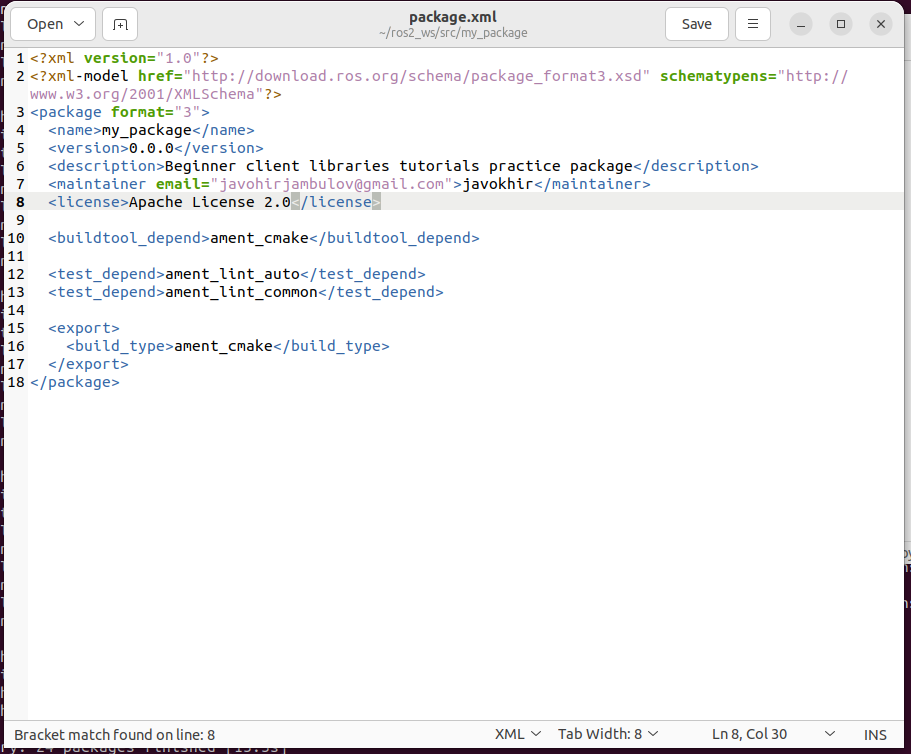 Open
package.xml
~/ros2_ws/src/my_package
Save
1 <?xml version="1.0"?>
2 <?xml-model href="http://download.ros.org/schema/package_format3.xsd" schematypens="http://
www.w3.org/2001/XMLSchema"?>
3 <package format="3">
4   <name>my_package</name>
5   <version>0.0.0</version>
6   <description>Beginner client libraries tutorials practice package</description>
7   <maintainer email="javohirjambulov@gmail.com">javokhir</maintainer>
8   <license>Apache License 2.0</license>
9
10   <buildtool_depend>ament_cmake</buildtool_depend>
11
12   <test_depend>ament_lint_auto</test_depend>
13   <test_depend>ament_lint_common</test_depend>
14
15   <export>
16     <build_type>ament_cmake</build_type>
17   </export>
18 </package>
Bracket match found on line: 8
XML
Tab Width: 8
Ln 8, Col 30
INS